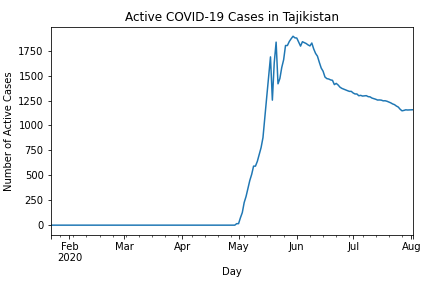 Active COVID-19 Cases in Tajikistan
Number of Active Cases
1750
1500
1250
1000
750
500
250
0
Feb Mar Apr May Jun Jul Aug
2020
Day